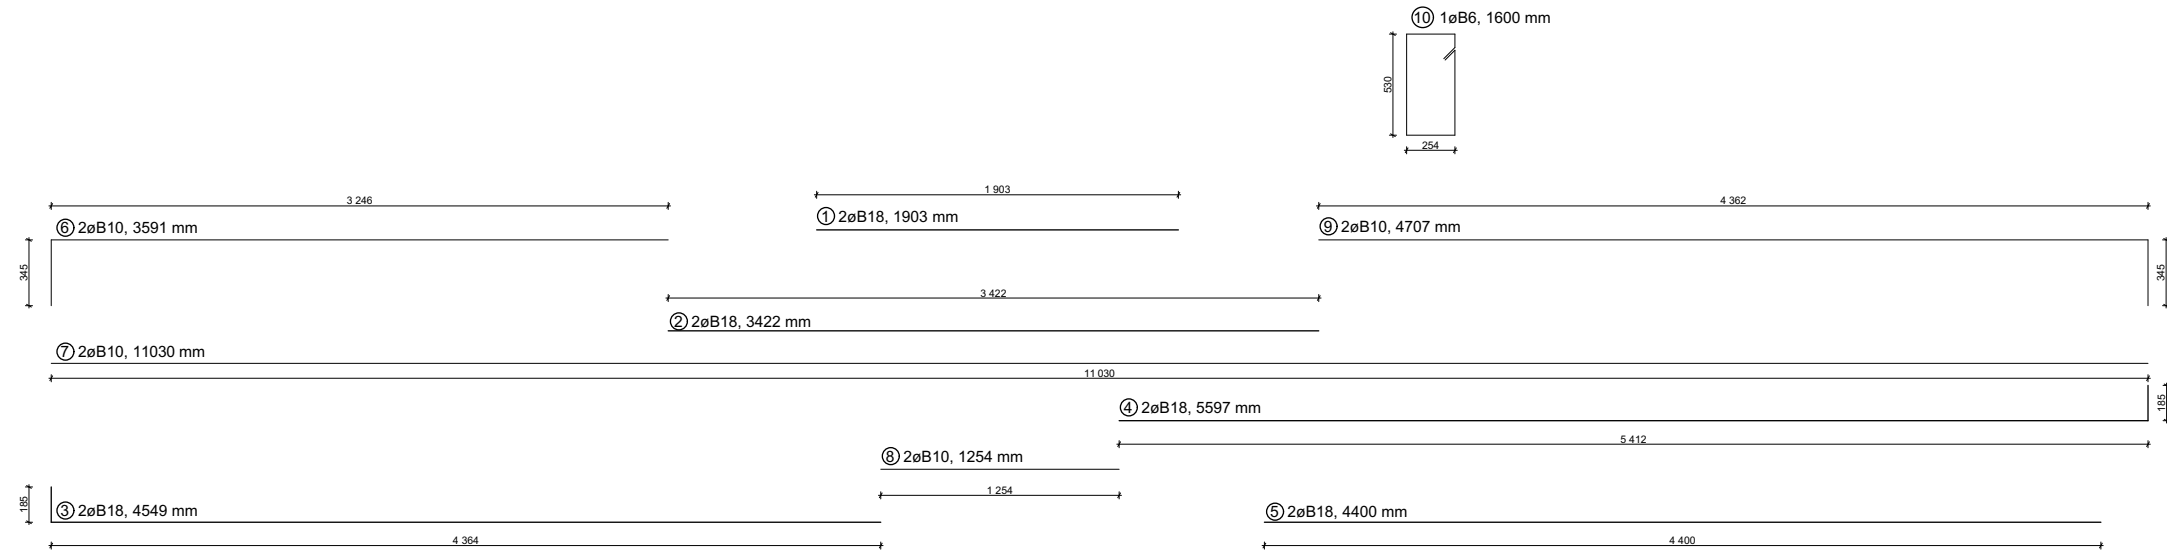 ⑩ 1øB6, 1600 mm
530
254
1 903
3 246
4 362
① 2øB18, 1903 mm
⑥ 2øB10, 3591 mm
⑨ 2øB10, 4707 mm
345
345
3 422
② 2øB18, 3422 mm
⑦ 2øB10, 11030 mm
11 030
④ 2øB18, 5597 mm
185
5 412
⑧ 2øB10, 1254 mm
1 254
185
③ 2øB18, 4549 mm
⑤ 2øB18, 4400 mm
4 364
4 400